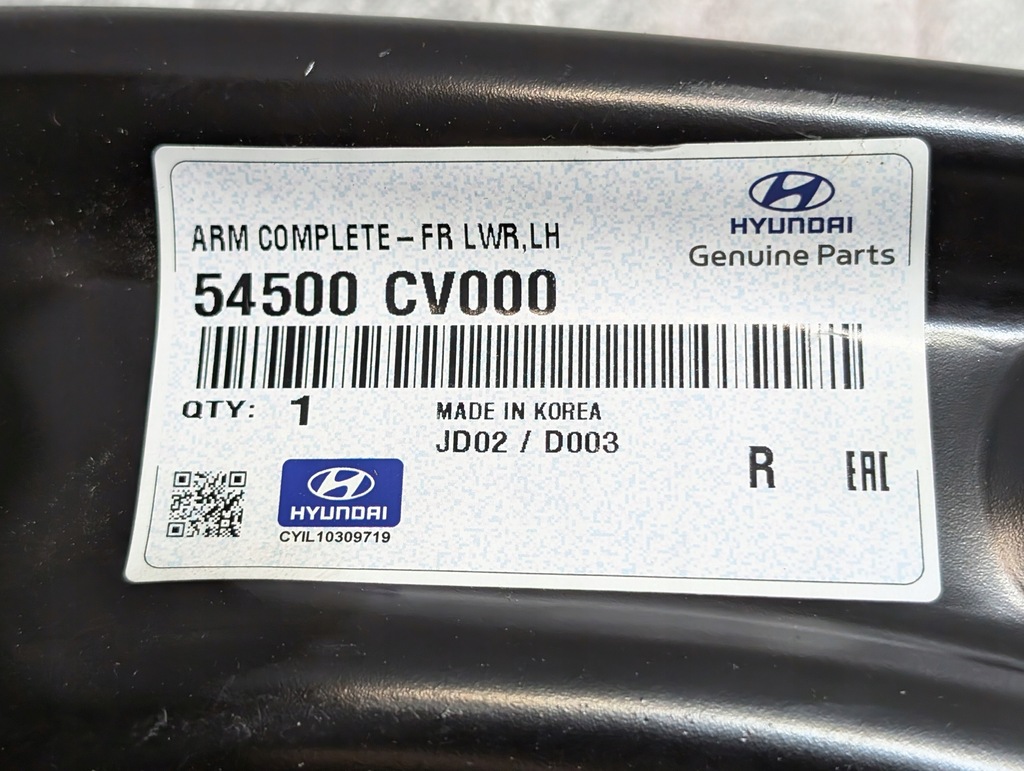 HYUNDAI
Genuine Parts
ARM COMPLETE-FR LWR,LH
54500 CV000
QTY: 1
MADE IN KOREA
JD02 / D003
R
EAC
HYUNDAI
CYIL10309719